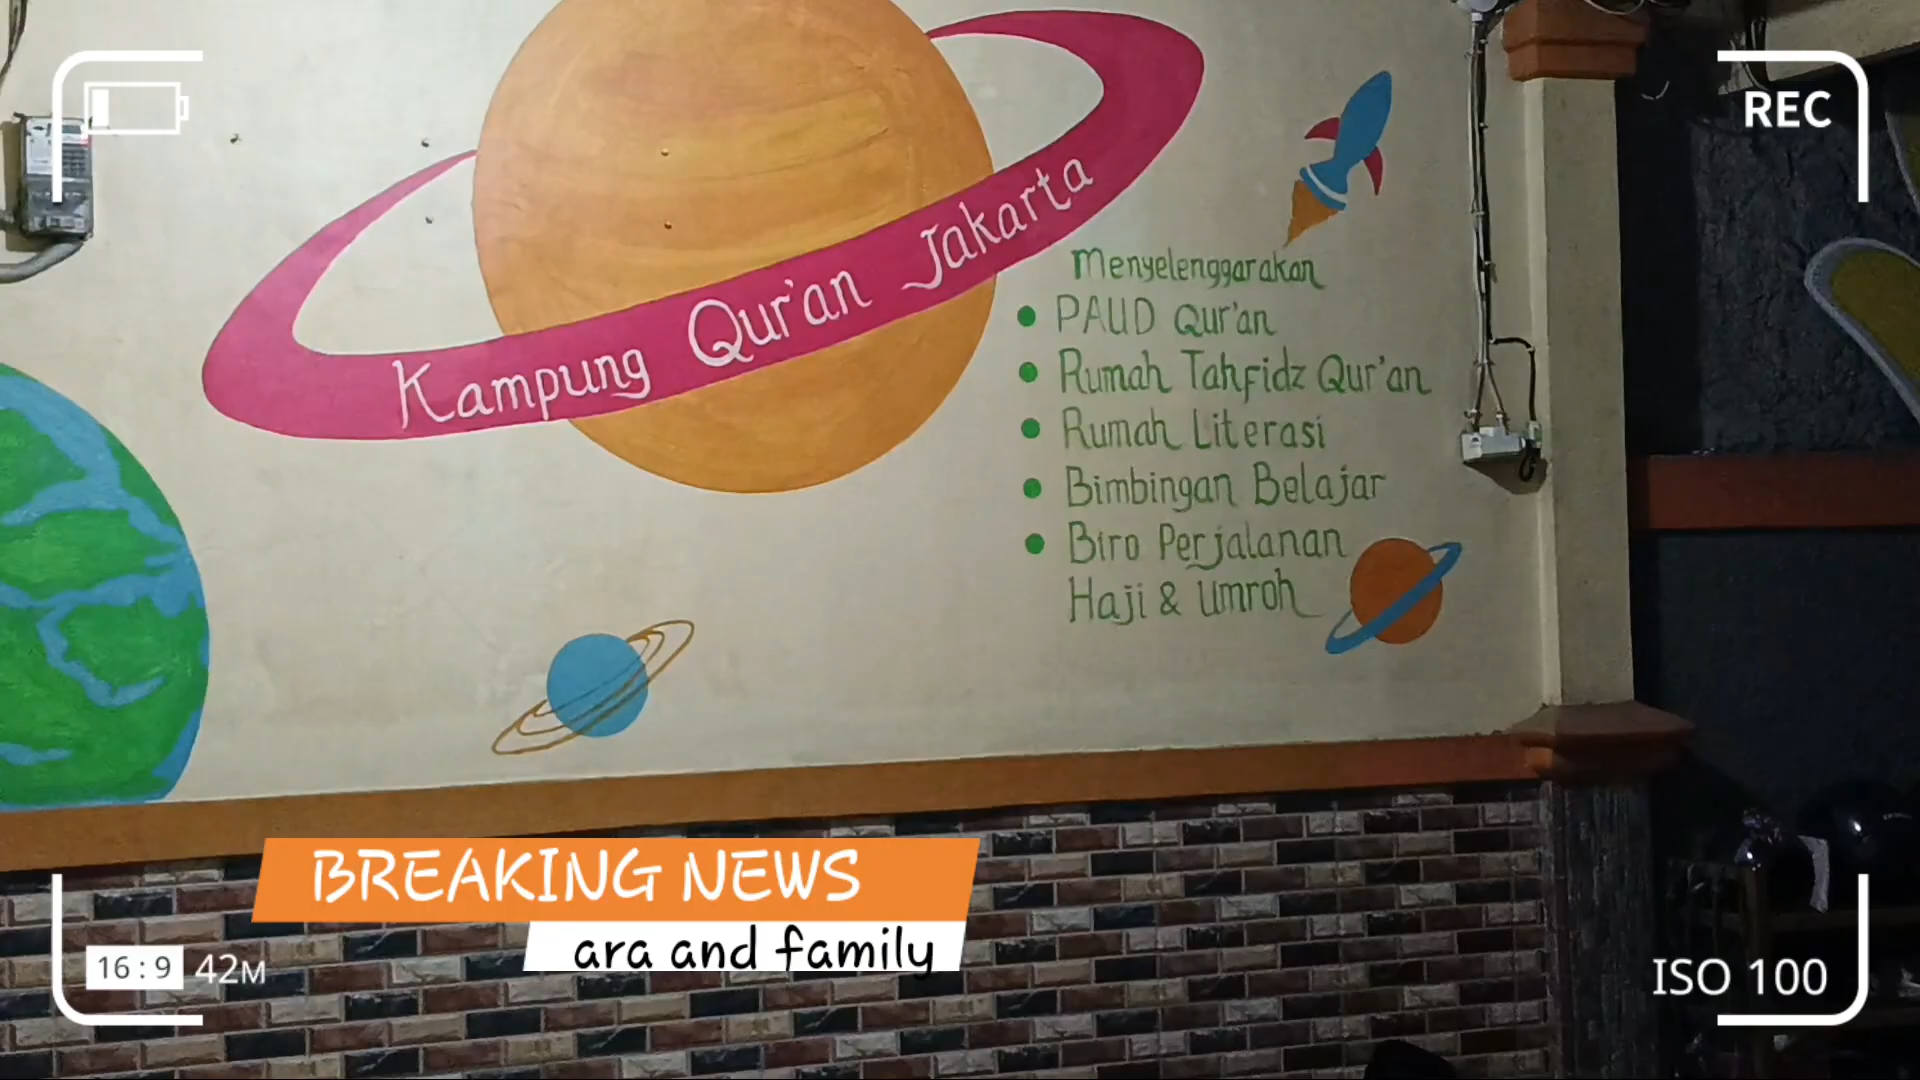 REC
Kampung Qur'an Jakarta
Menyelenggarakan
PAUD Qur'an
Rumah Tahfidz Qur'an
Rumah Literasi
Bimbingan Belajar
Biro Perjalanan
Haji & Umroh
BREAKING NEWS
ara and family
16:9 42M
ISO 100